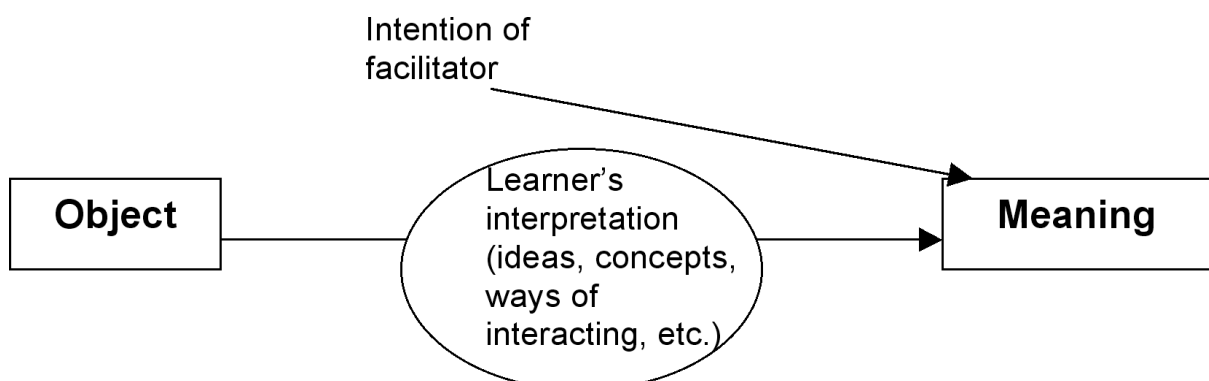 Intention of
facilitator
Object
Learner’s
interpretation
(ideas, concepts,
ways of
interacting, etc.)
Meaning